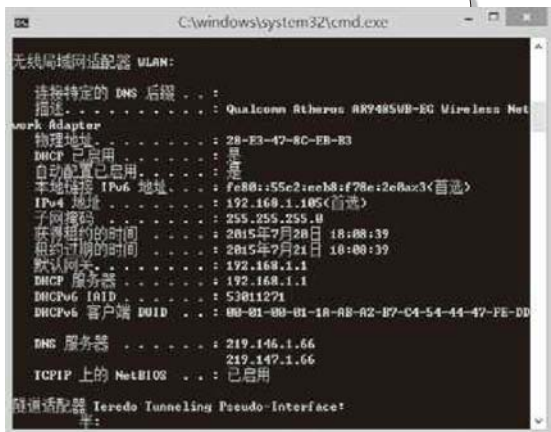 C:\windows\system32\cmd.exe
无线局域网适配器 WLAN:
连接特定的 DNS 后缀 . . :
描述. . . . . . . . . . . . . . . : Qualcomm Atheros AR9485WB-EG Wireless Net
work Adapter
物理地址. . . . . . . . . . . . . : 28-E3-47-8C-EB-B3
DHCP 已启用 . . . . . . . . . . . : 是
自动配置已启用. . . . . . . . . . : 是
本地链接 IPv6 地址. . . . . . . . : fe80::55c2:eeb8:f78e:2e0ax3(首选)
IPv4 地址 . . . . . . . . . . . . : 192.168.1.105(首选)
子网掩码 . . . . . . . . . . . . : 255.255.255.0
获得租约的时间 . . . . . . . . . : 2015年7月20日 18:08:39
租约过期的时间 . . . . . . . . . : 2015年7月21日 18:08:39
默认网关. . . . . . . . . . . . . : 192.168.1.1
DHCP 服务器 . . . . . . . . . . . : 192.168.1.1
DHCPv6 IAID . . . . . . . . . . . : 53011271
DHCPv6 客户端 DUID . . . . . . . : 00-01-00-01-1A-AB-A2-B7-C4-54-44-47-FE-DD
DNS 服务器 . . . . . . . . . . . : 219.146.1.66
219.147.1.66
TCPIP 上的 NetBIOS . . . . . . . : 已启用
隧道适配器 Teredo Tunneling Pseudo-Interface:
半: